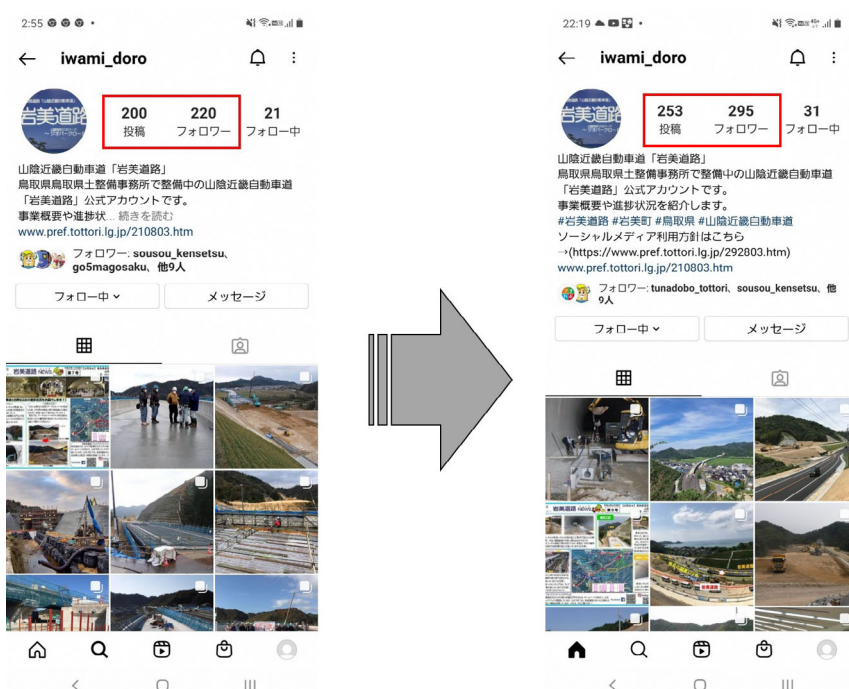 2:55
iwami_doro
岩美道路
200
220
21
投稿
フォロワー
フォロー中
山陰近畿自動車道「岩美道路」
鳥取県鳥取県土整備事務所で整備中の山陰近畿自動車道
「岩美道路」公式アカウントです。
事業概要や進捗状... 続きを読む
www.pref.tottori.lg.jp/210803.htm
フォロワー: sousou_kensetsu、
go5magosaku、他9人
フォロー中
メッセージ
岩美道路 news
22:19
iwami_doro
岩美道路
253
295
31
投稿
フォロワー
フォロー中
山陰近畿自動車道「岩美道路」
鳥取県鳥取県土整備事務所で整備中の山陰近畿自動車道
「岩美道路」公式アカウントです。
事業概要や進捗状況を紹介します。
#岩美道路 #岩美町 #鳥取県 #山陰近畿自動車道
ソーシャルメディア利用方針はこちら
→(https://www.pref.tottori.lg.jp/292803.htm)
www.pref.tottori.lg.jp/210803.htm
フォロワー: tunadobo_tottori、sousou_kensetsu、他
9人
フォロー中
メッセージ
岩美道路 news
岩美道路